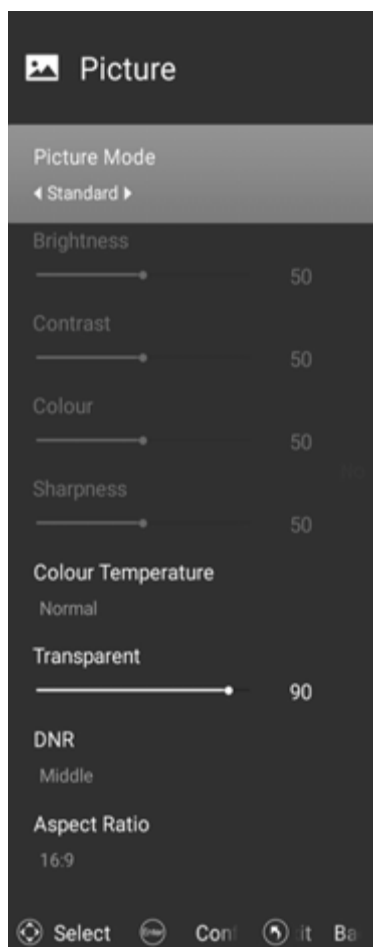 Picture
Picture Mode
Standard
Brightness
50
Contrast
50
Colour
50
Sharpness
50
Colour Temperature
Normal
Transparent
90
DNR
Middle
Aspect Ratio
16:9
Select Con it Ba